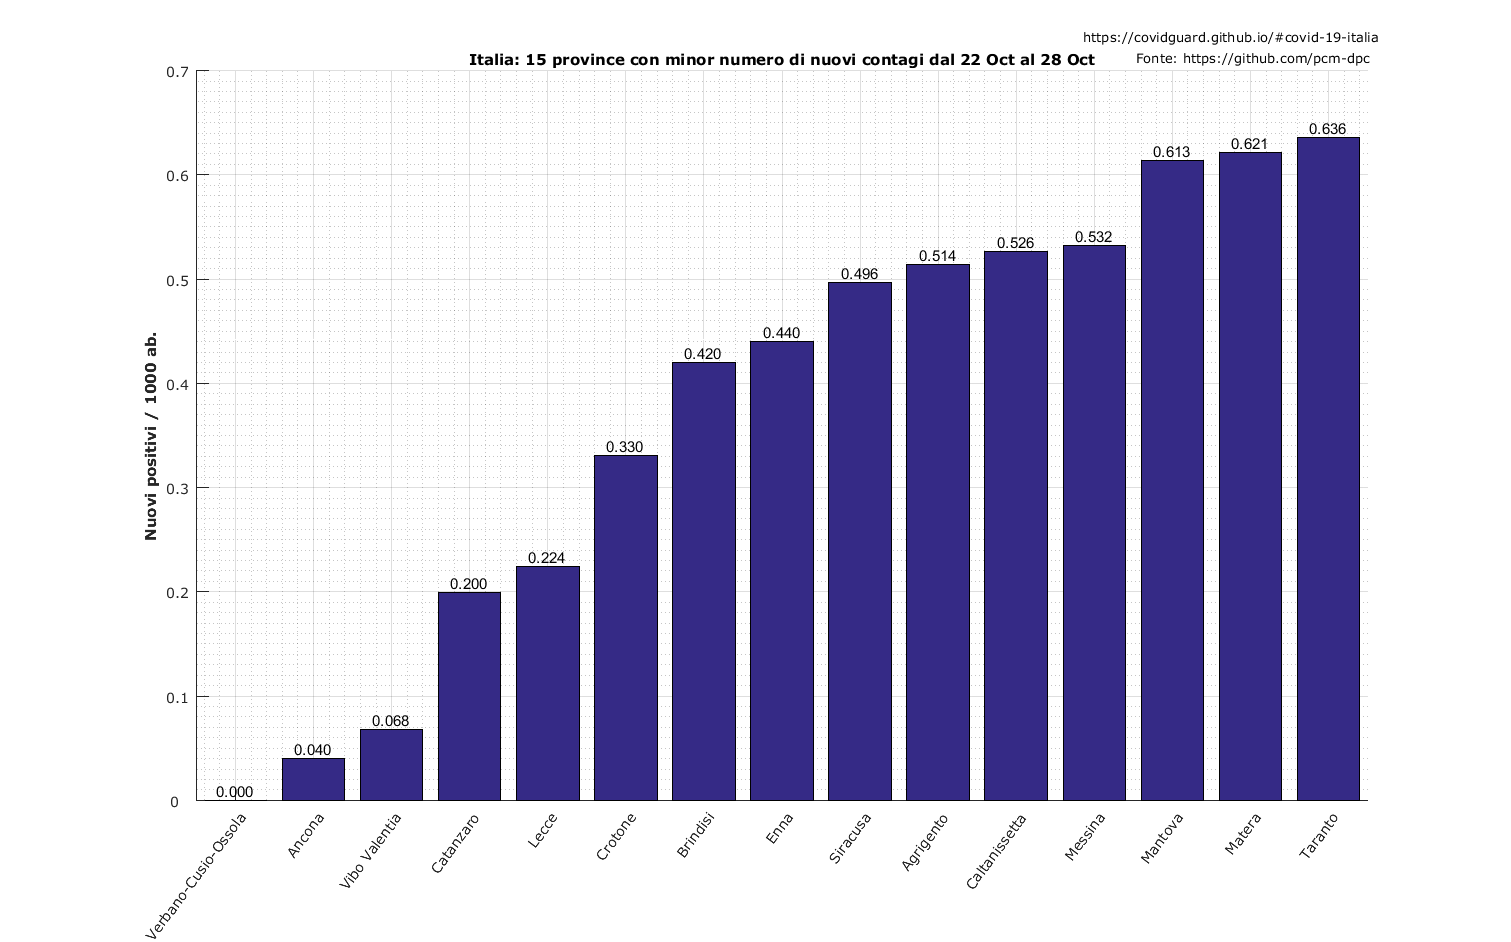 https://covidguard.github.io/#covid-19-italia
Italia: 15 province con minor numero di nuovi contagi dal 22 Oct al 28 Oct
Fonte: https://github.com/pcm-dpc
Nuovi positivi / 1000 ab.
0.7
0.6
0.5
0.4
0.3
0.2
0.1
0
0.000
0.040
0.068
0.200
0.224
0.330
0.420
0.440
0.496
0.514
0.526
0.532
0.613
0.621
0.636
Verbano-Cusio-Ossola
Ancona
Vibo Valentia
Catanzaro
Lecce
Crotone
Brindisi
Enna
Siracusa
Agrigento
Caltanissetta
Messina
Mantova
Matera
Taranto